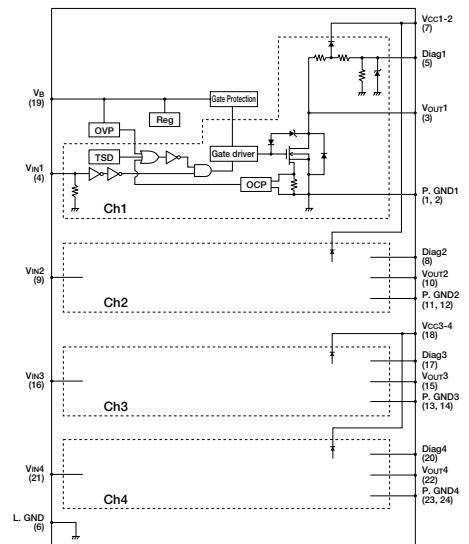 VCC1-2
(7)
Diag1
(5)
VB
(19)
Gate Protection
Reg
OVP
VOUT1
(3)
TSD
Gate driver
VIN1
(4)
OCP
P. GND1
(1, 2)
Ch1
Diag2
(8)
VIN2
(9)
VOUT2
(10)
P. GND2
(11, 12)
Ch2
VCC3-4
(18)
Diag3
(17)
VIN3
(16)
VOUT3
(15)
P. GND3
(13, 14)
Ch3
Diag4
(20)
VIN4
(21)
VOUT4
(22)
P. GND4
(23, 24)
Ch4
L. GND
(6)